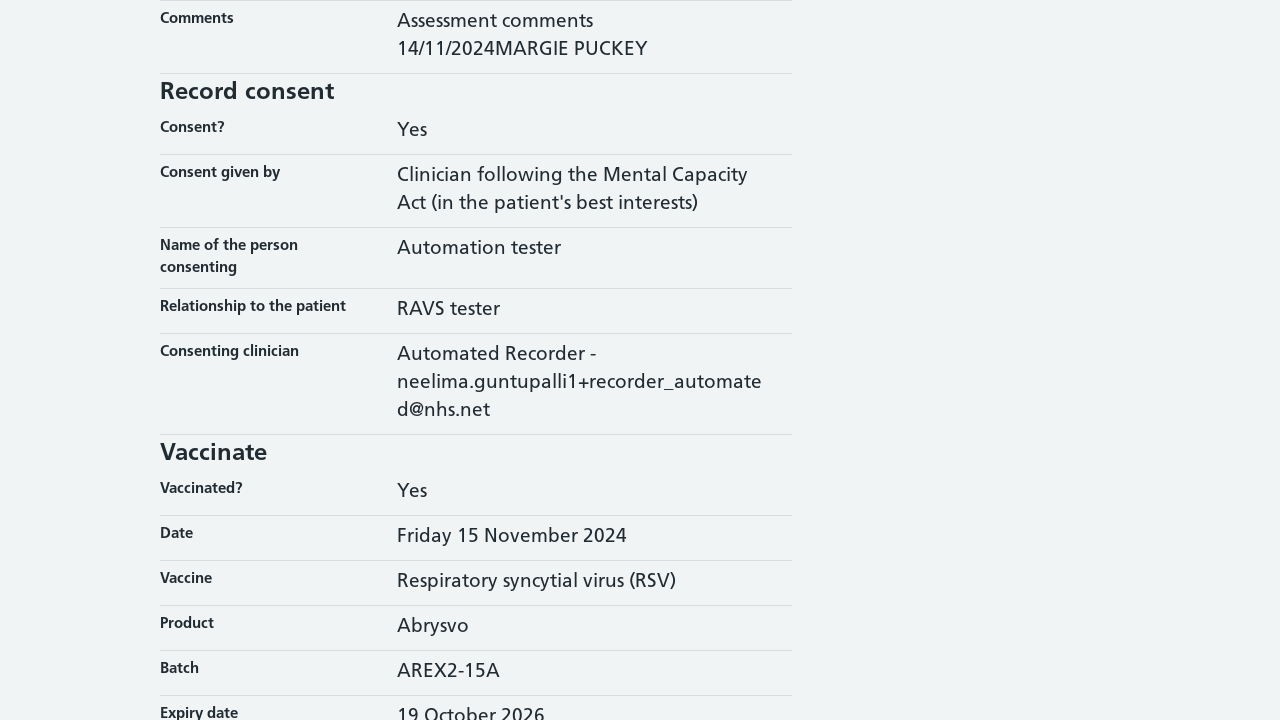 Comments
Assessment comments
14/11/2024MARGIE PUCKEY
Record consent
Consent?
Yes
Consent given by
Clinician following the Mental Capacity
Act (in the patient's best interests)
Name of the person
consenting
Automation tester
Relationship to the patient
RAVS tester
Consenting clinician
Automated Recorder -
neelima.guntupalli1+recorder_automate
d@nhs.net
Vaccinate
Vaccinated?
Yes
Date
Friday 15 November 2024
Vaccine
Respiratory syncytial virus (RSV)
Product
Abrysvo
Batch
AREX2-15A
Expiry date
19 October 2026